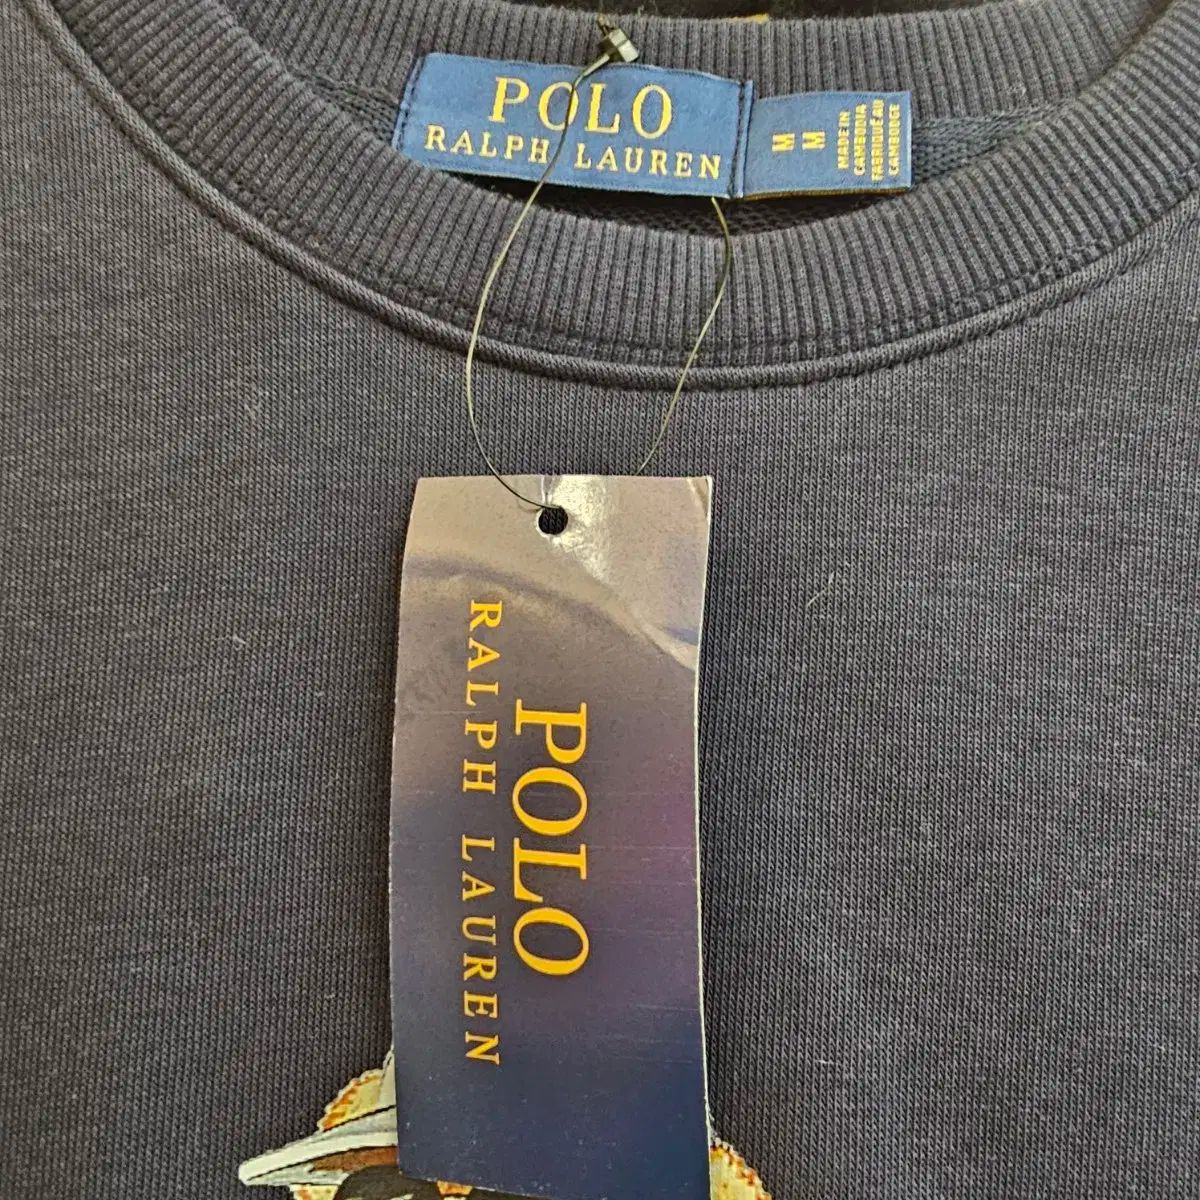 POLO
RALPH LAUREN
M
M
MADE IN
CAMBODIA
FABRIQUÉ AU
CAMBODGE
POLO
RALPH LAUREN